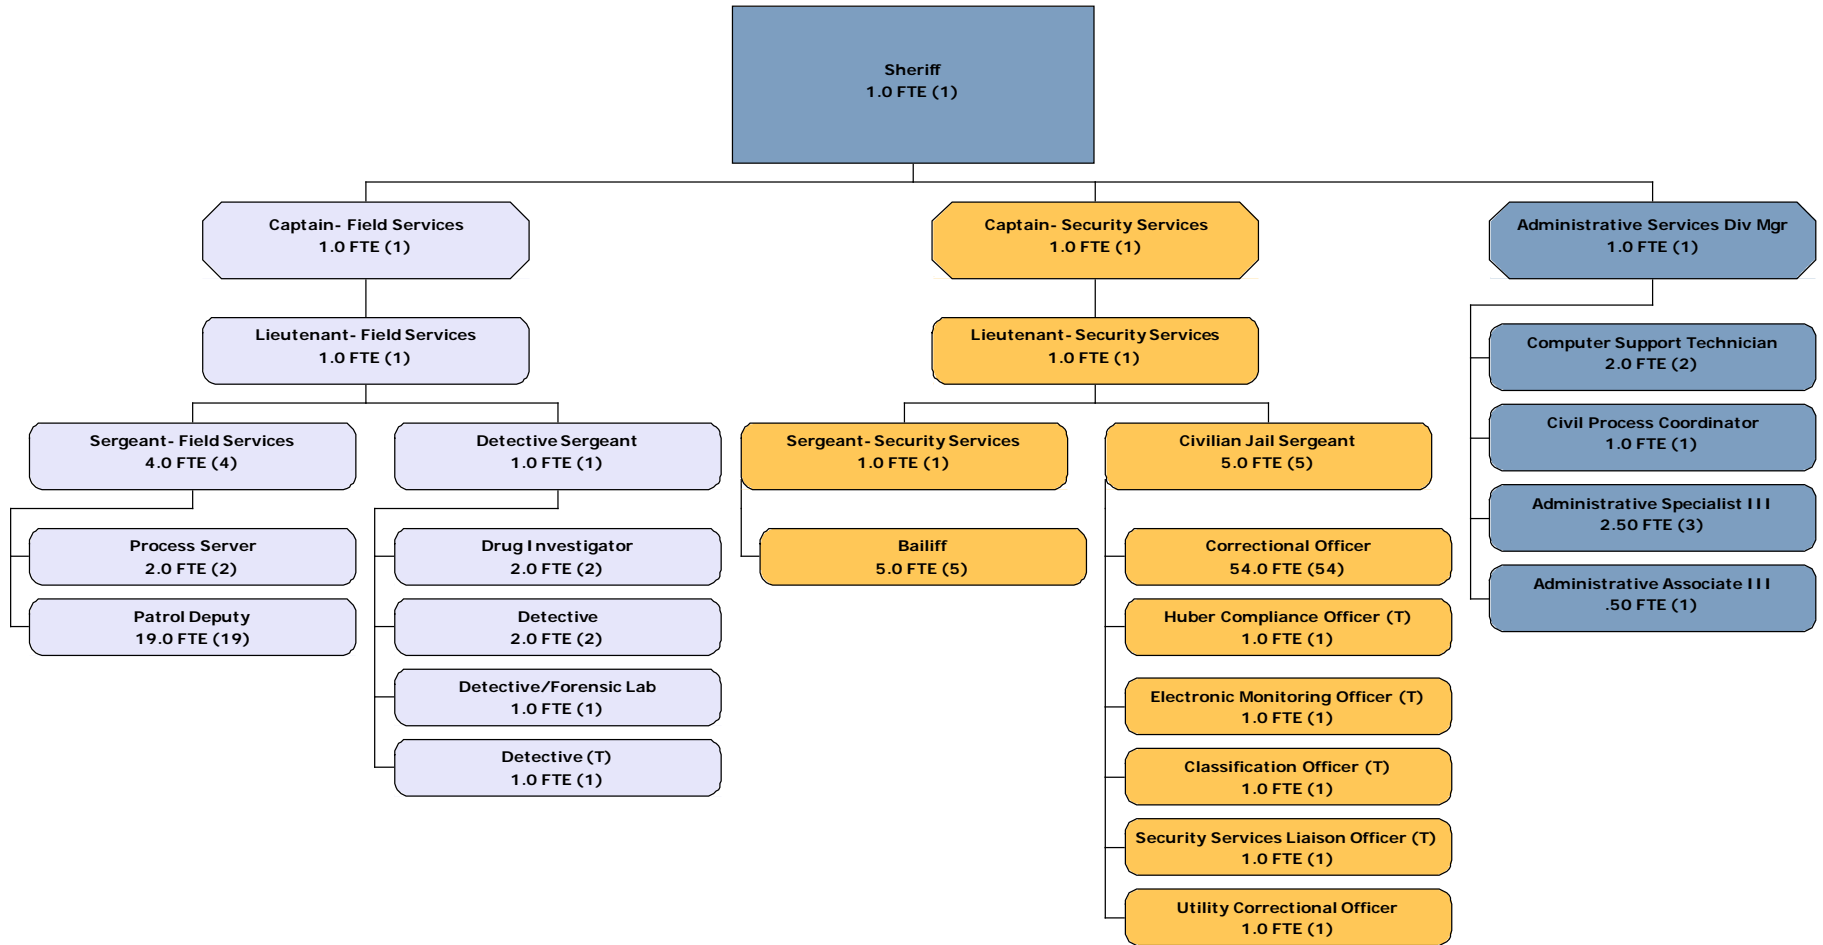 Sheriff
1.0 FTE (1)
Captain- Field Services
1.0 FTE (1)
Captain- Security Services
1.0 FTE (1)
Administrative Services Div Mgr
1.0 FTE (1)
Lieutenant- Field Services
1.0 FTE (1)
Lieutenant- Security Services
1.0 FTE (1)
Sergeant- Field Services
4.0 FTE (4)
Process Server
2.0 FTE (2)
Patrol Deputy
19.0 FTE (19)
Detective Sergeant
1.0 FTE (1)
Drug Investigator
2.0 FTE (2)
Detective
2.0 FTE (2)
Detective/Forensic Lab
1.0 FTE (1)
Detective (T)
1.0 FTE (1)
Sergeant- Security Services
1.0 FTE (1)
Bailiff
5.0 FTE (5)
Civilian Jail Sergeant
5.0 FTE (5)
Correctional Officer
54.0 FTE (54)
Huber Compliance Officer (T)
1.0 FTE (1)
Electronic Monitoring Officer (T)
1.0 FTE (1)
Classification Officer (T)
1.0 FTE (1)
Security Services Liaison Officer (T)
1.0 FTE (1)
Utility Correctional Officer
1.0 FTE (1)
Computer Support Technician
2.0 FTE (2)
Civil Process Coordinator
1.0 FTE (1)
Administrative Specialist III
2.50 FTE (3)
Administrative Associate III
.50 FTE (1)